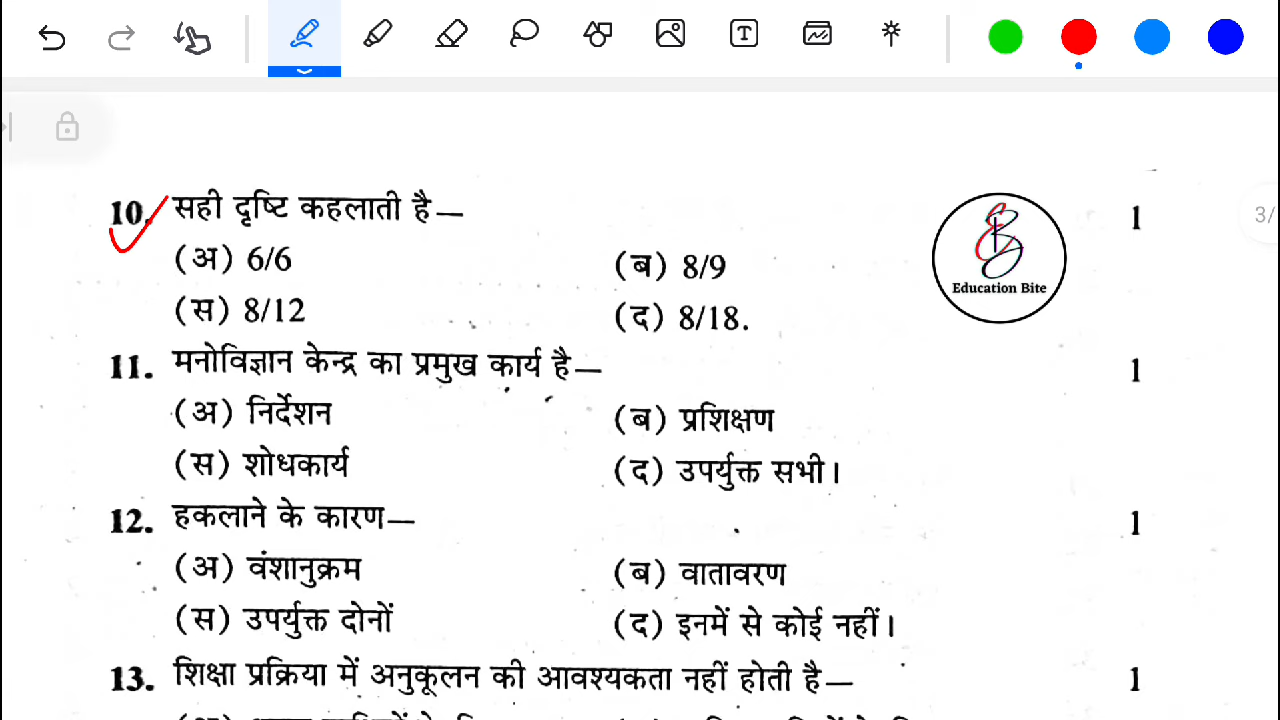 3/
10. सही दृष्टि कहलाती है— 1
(अ) 6/6 (ब) 8/9
(स) 8/12 (द) 8/18.
Education Bite
11. मनोविज्ञान केन्द्र का प्रमुख कार्य है— 1
(अ) निर्देशन (ब) प्रशिक्षण
(स) शोधकार्य (द) उपर्युक्त सभी।
12. हकलाने के कारण— 1
(अ) वंशानुक्रम (ब) वातावरण
(स) उपर्युक्त दोनों (द) इनमें से कोई नहीं।
13. शिक्षा प्रक्रिया में अनुकूलन की आवश्यकता नहीं होती है— 1